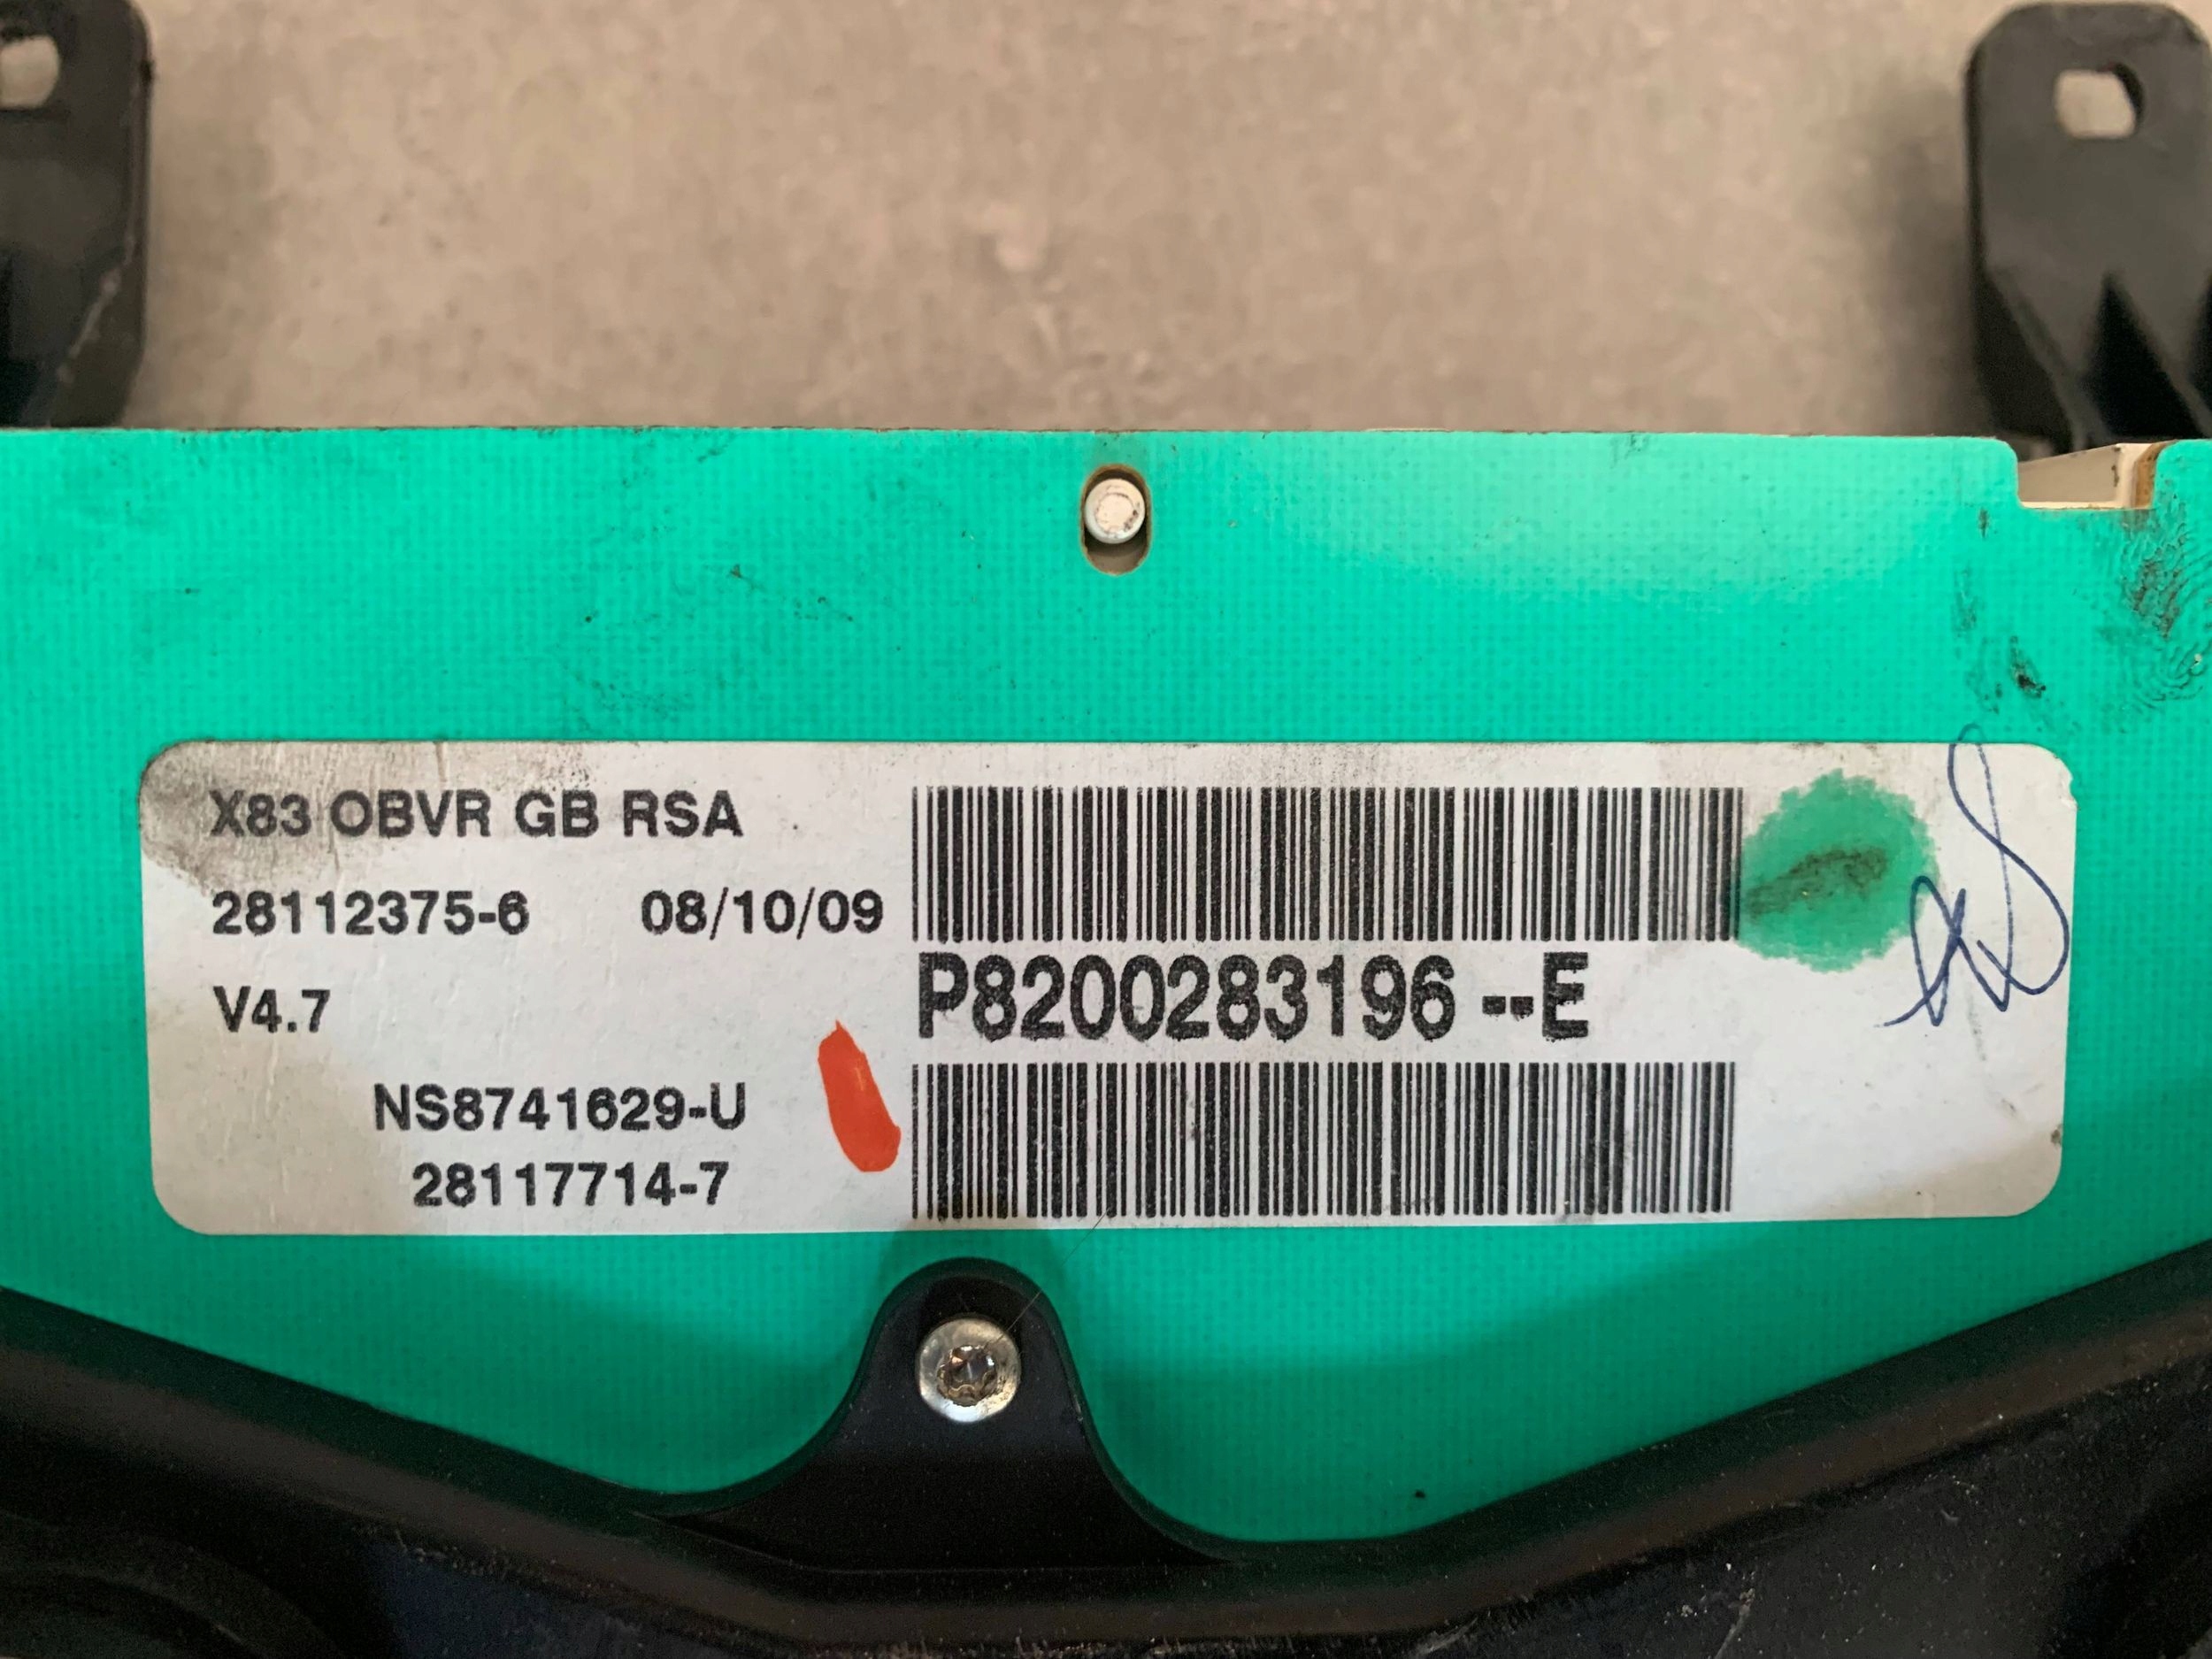 X83 OBVR GB RSA
28112375-6 08/10/09
P8200283196 --E
V4.7
NS8741629-U
28117714-7